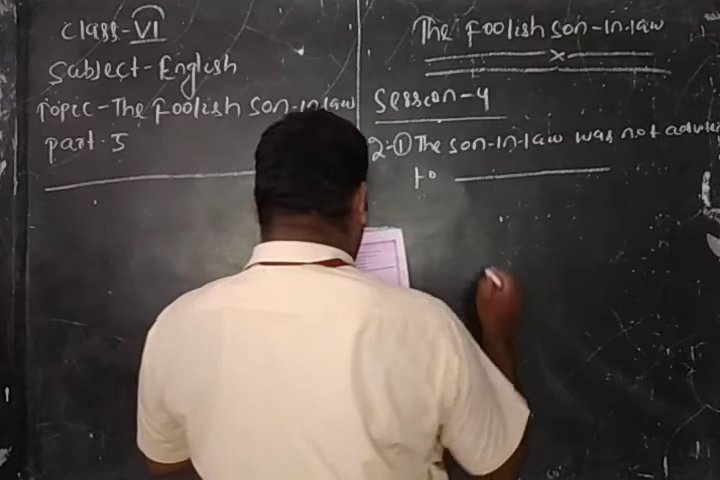 Class-VI
Subject-English
Topic-The Foolish Son-in-law
part-5
The Foolish Son-in-law
Session-4
2.① The son-in-law was not
to